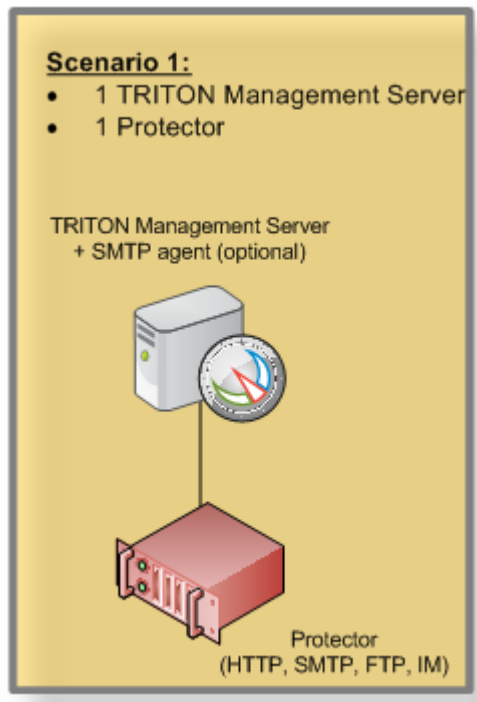 Scenario 1:
• 1 TRITON Management Server
• 1 Protector
TRITON Management Server
+ SMTP agent (optional)
Protector
(HTTP, SMTP, FTP, IM)